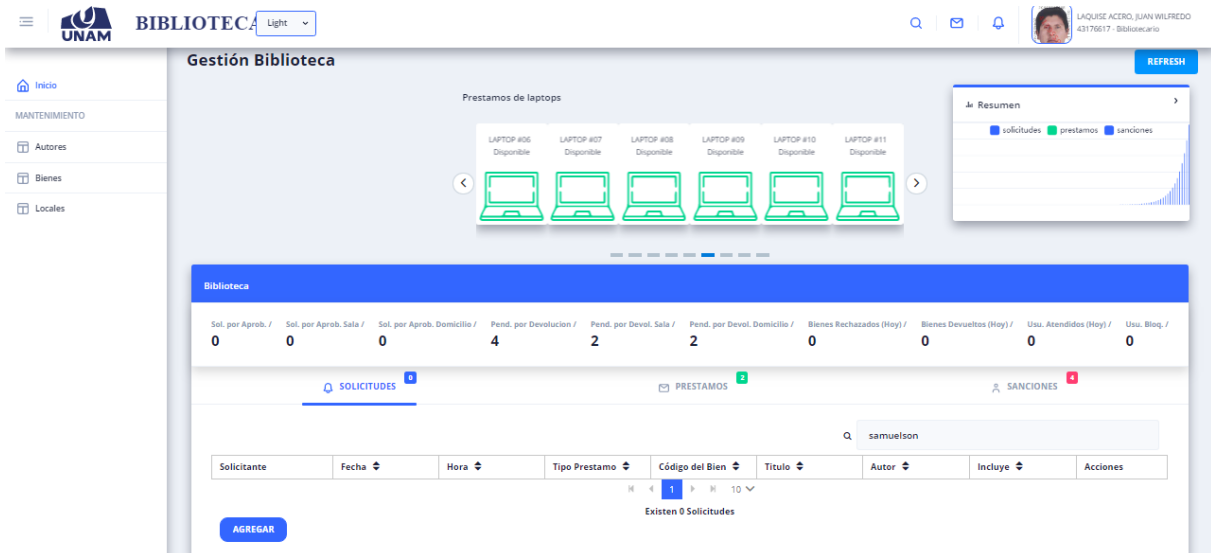 UNAM
BIBLIOTECA
Light
LAQUISE ACERO, JUAN WILFREDO
43176617 - Bibliotecario
Gestión Biblioteca
REFRESH
Inicio
MANTENIMIENTO
Autores
Bienes
Locales
Prestamos de laptops
LAPTOP #06 LAPTOP #07 LAPTOP #08 LAPTOP #09 LAPTOP #10 LAPTOP #11
Disponible Disponible Disponible Disponible Disponible Disponible
Resumen
solicitudes prestamos sanciones
Biblioteca
Sol. por Aprob. / Sol. por Aprob. Sala / Sol. por Aprob. Domicilio / Pend. por Devolucion / Pend. por Devol. Sala / Pend. por Devol. Domicilio / Bienes Rechazados (Hoy) / Bienes Devueltos (Hoy) / Usu. Atendidos (Hoy) / Usu. Bloq. /
0 0 0 4 2 2 0 0 0 0
SOLICITUDES 0 PRESTAMOS 2 SANCIONES 4
samuelson
Solicitante Fecha Hora Tipo Prestamo Código del Bien Titulo Autor Incluye Acciones
1 10
Existen 0 Solicitudes
AGREGAR